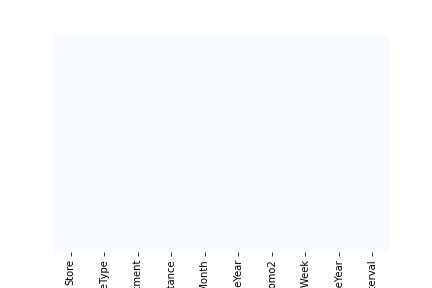 Store
eType
tment
tance
Month
eYear
omo2
Week
eYear
terval